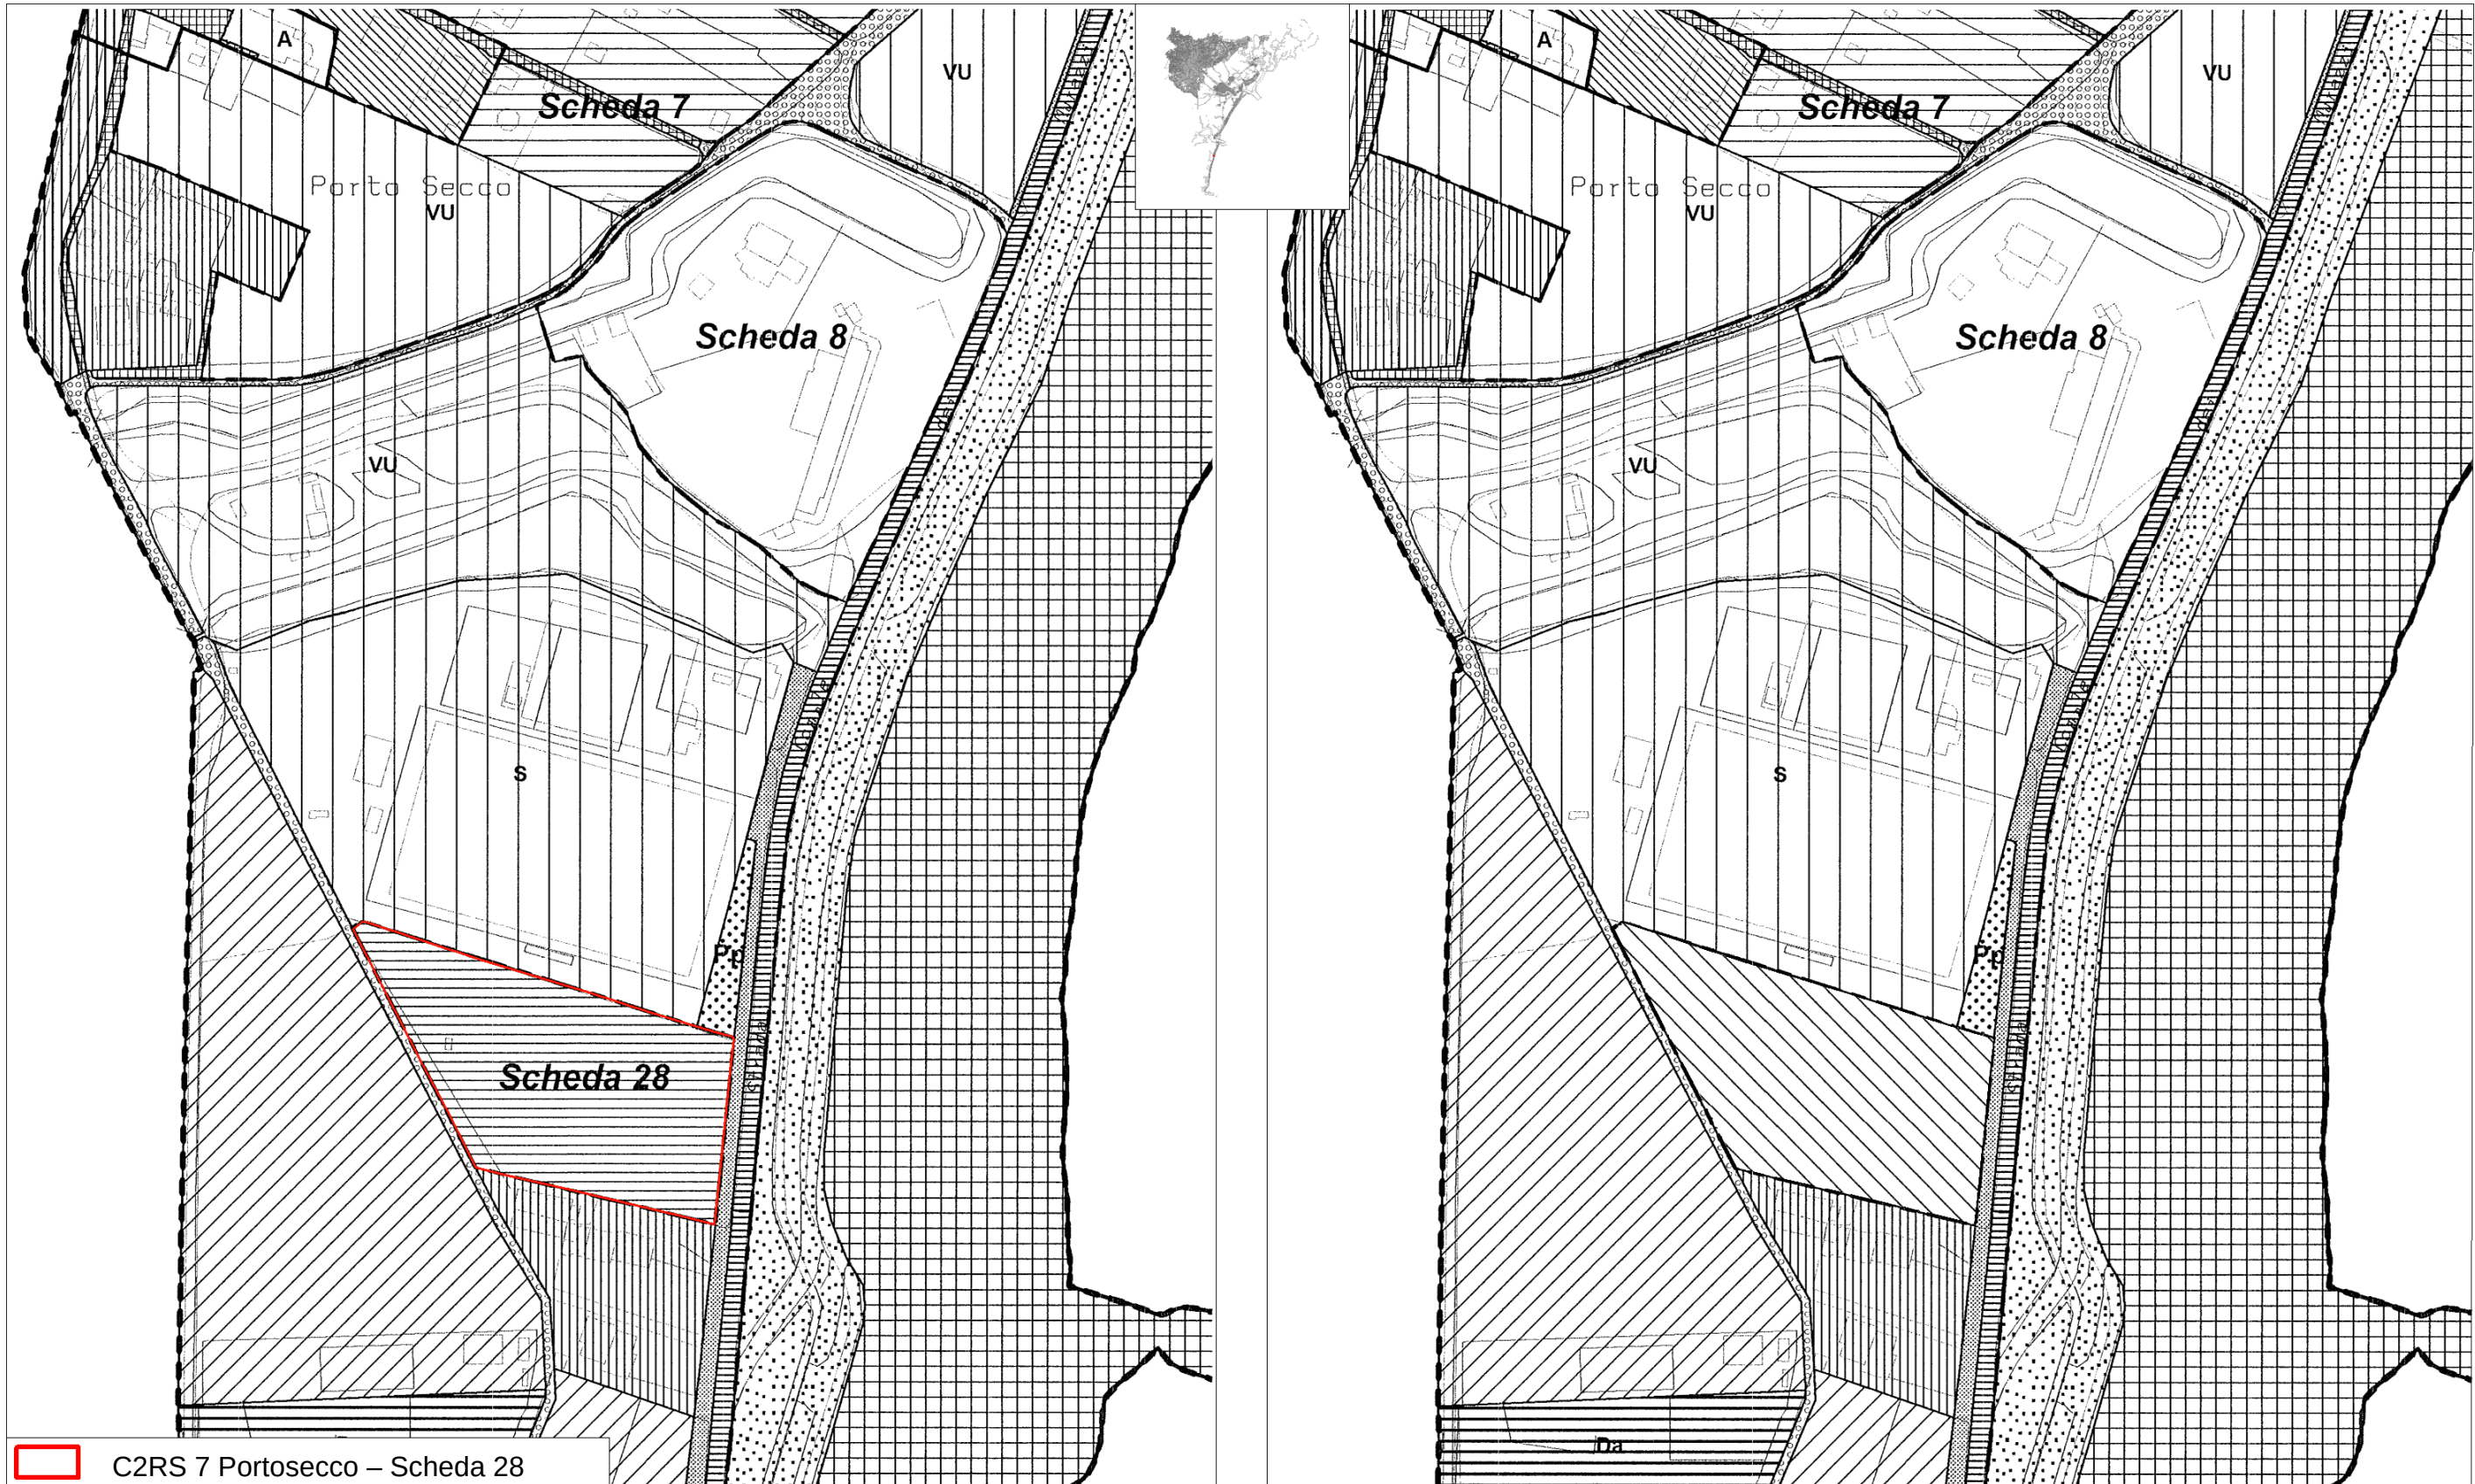 A
VU
Scheda 7
Porto Secco
VU
Scheda 8
VU
S
Pp
Scheda 28
C2RS 7 Portosecco – Scheda 28
A
VU
Scheda 7
Porto Secco
VU
Scheda 8
VU
S
Pp
Da